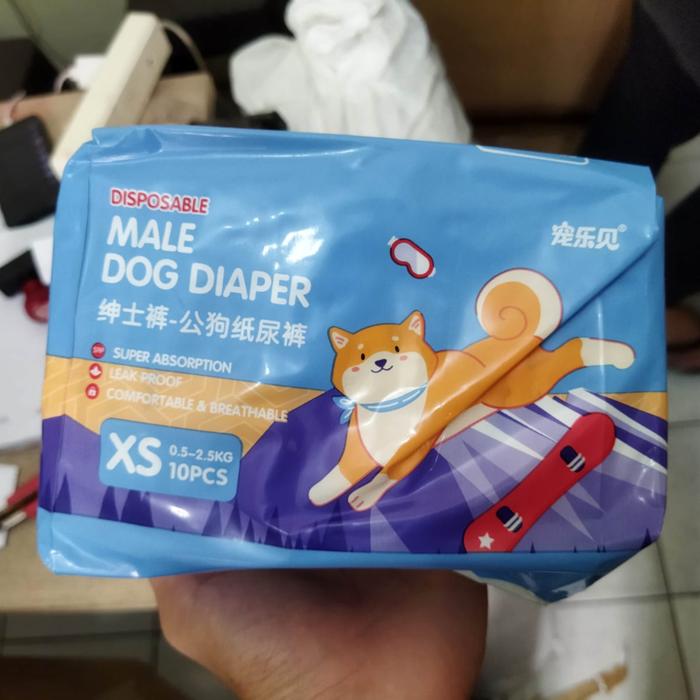 DISPOSABLE
MALE
DOG DIAPER
绅士裤-公狗纸尿裤
SUPER ABSORPTION
LEAK PROOF
COMFORTABLE & BREATHABLE
XS 0.5-2.5KG
10PCS
宠乐贝®